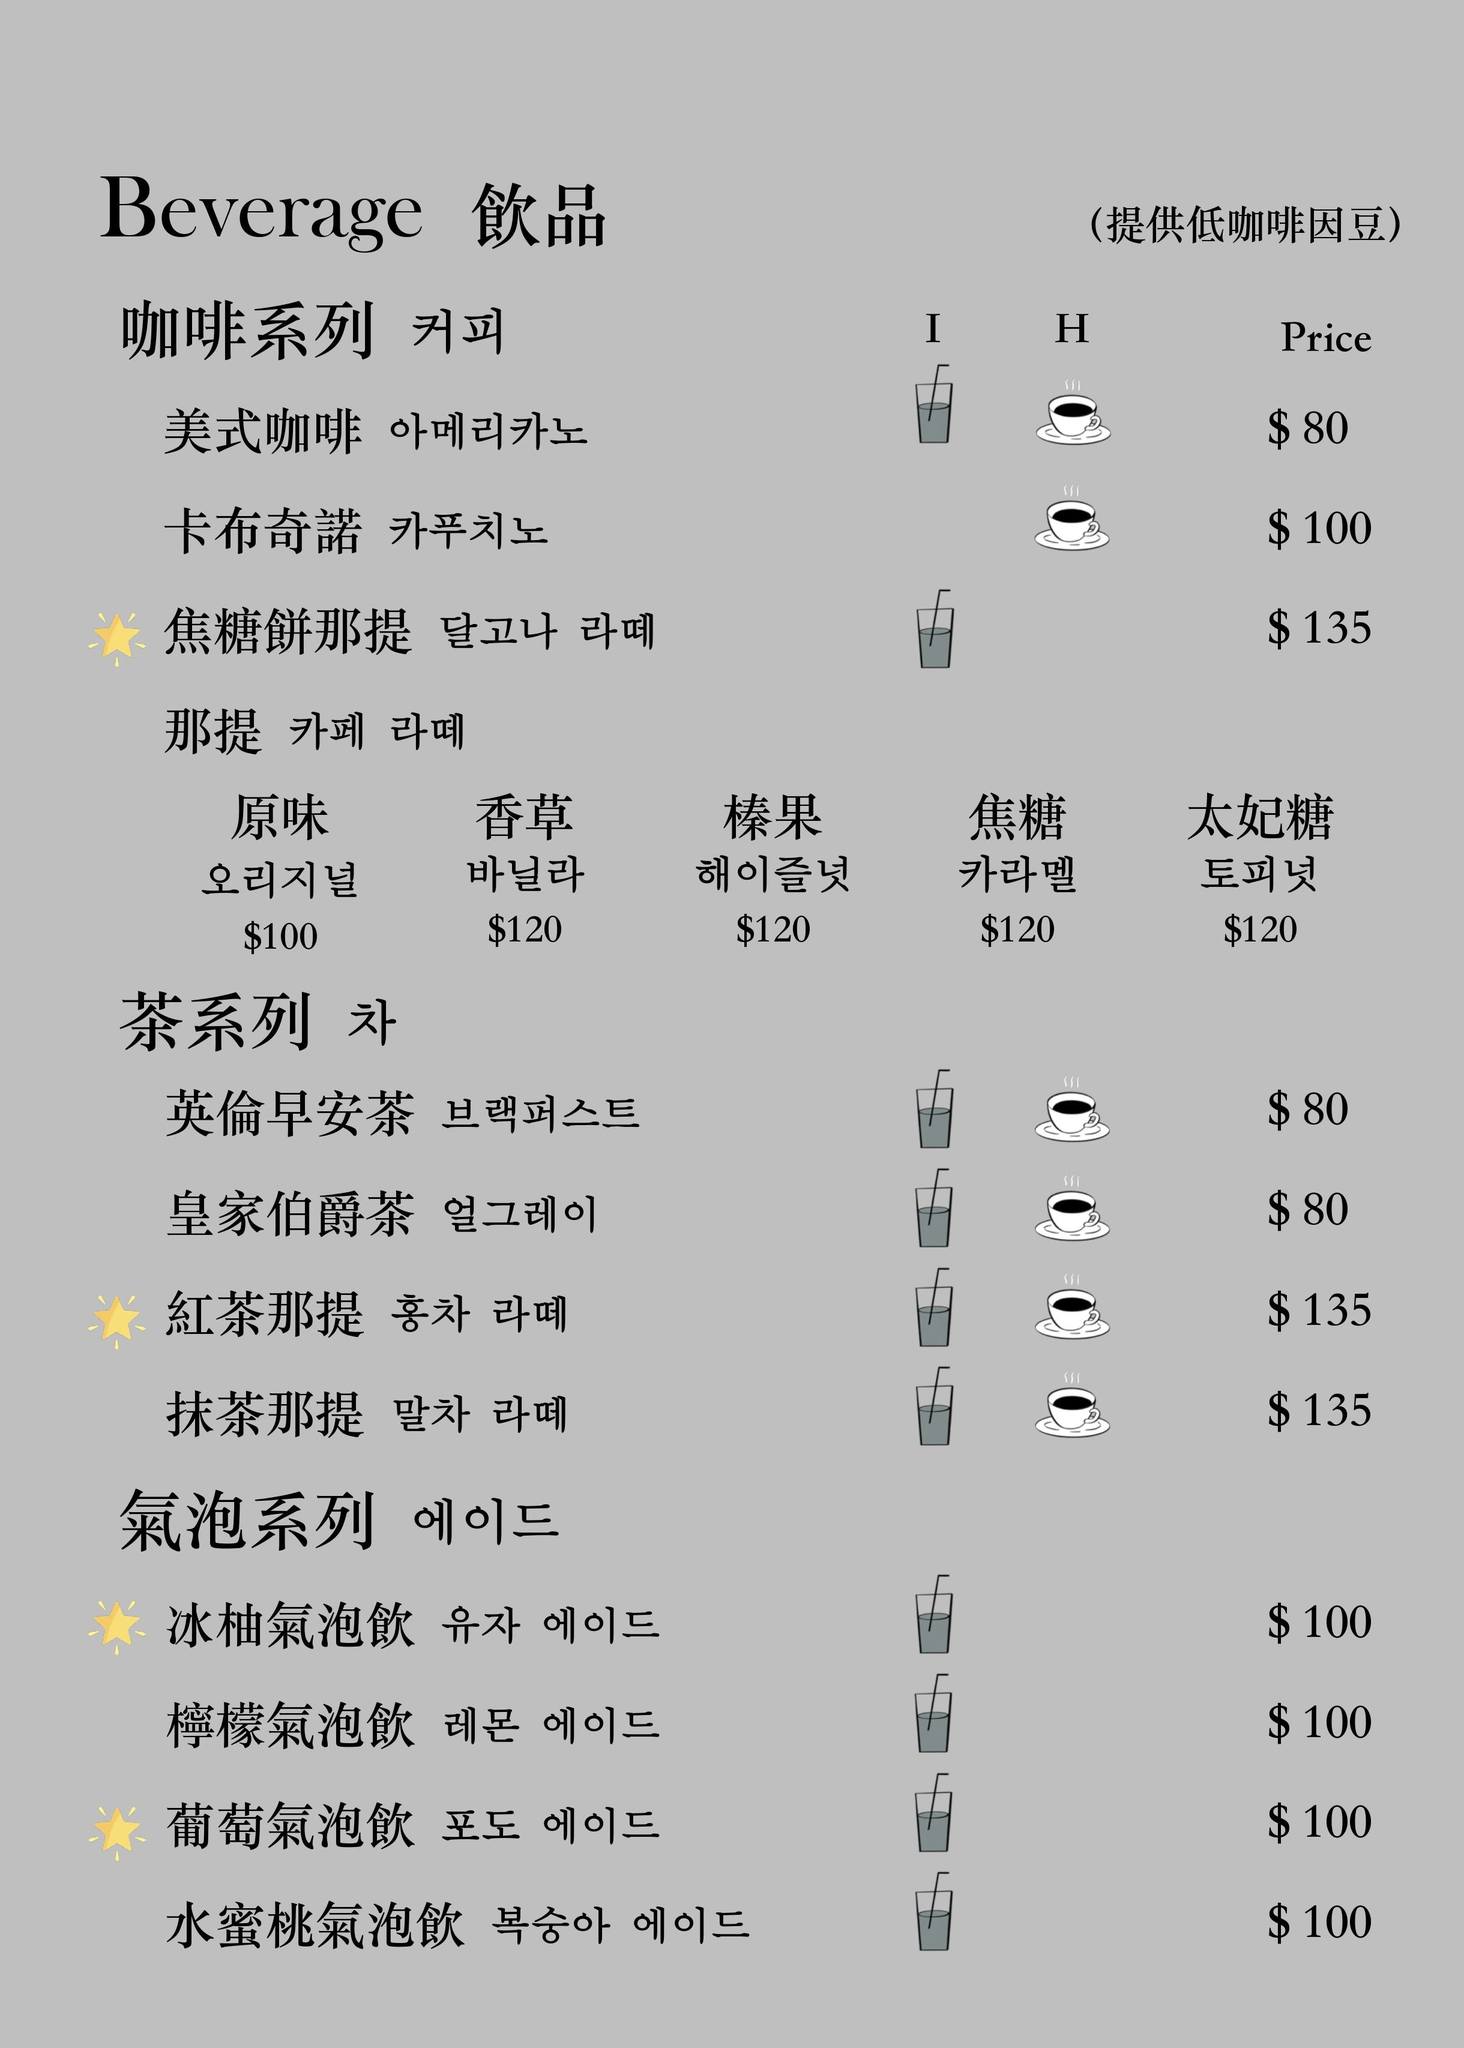 Beverage 飲品 (提供低咖啡因豆)
咖啡系列 커피 I H Price
美式咖啡 아메리카노 $ 80
卡布奇諾 카푸치노 $ 100
焦糖餅那提 달고나 라떼 $ 135
那提 카페 라떼
原味 香草 榛果 焦糖 太妃糖
오리지널 바닐라 해이즐넛 카라멜 토피넛
$100 $120 $120 $120 $120
茶系列 차
英倫早安茶 브랙퍼스트 $ 80
皇家伯爵茶 얼그레이 $ 80
紅茶那提 홍차 라떼 $ 135
抹茶那提 말차 라떼 $ 135
氣泡系列 에이드
冰柚氣泡飲 유자 에이드 $ 100
檸檬氣泡飲 레몬 에이드 $ 100
葡萄氣泡飲 포도 에이드 $ 100
水蜜桃氣泡飲 복숭아 에이드 $ 100